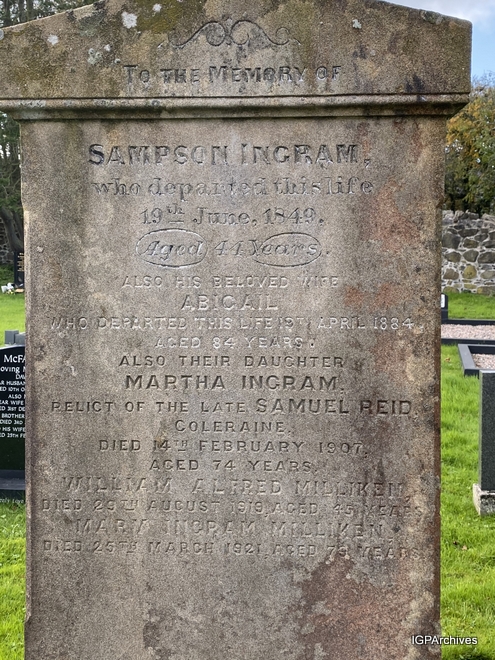 TO THE MEMORY OF
SAMPSON INGRAM,
who departed this life
19th June, 1849.
Aged 44 Years.
ALSO HIS BELOVED WIFE
ABIGAIL
WHO DEPARTED THIS LIFE 19TH APRIL 1884,
AGED 84 YEARS.
ALSO THEIR DAUGHTER
MARTHA INGRAM.
RELICT OF THE LATE SAMUEL REID
COLERAINE.
DIED 14TH FEBRUARY 1907.
AGED 74 YEARS.
WILLIAM ALFRED MILLIKEN,
DIED 29TH AUGUST 1919, AGED 45 YEARS
MARY INGRAM MILLIKEN,
DIED 25TH MARCH 1921, AGED YEARS
IGPArchives